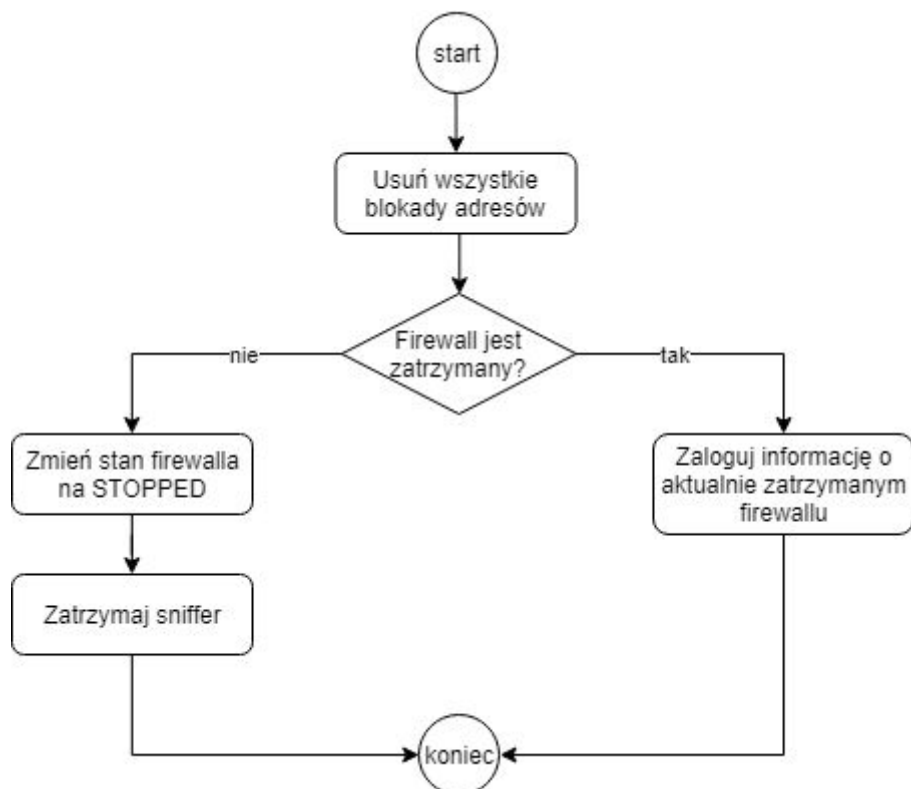 start
Usuń wszystkie
blokady adresów
Firewall jest
zatrzymany?
nie
tak
Zmień stan firewalla
na STOPPED
Zaloguj informację o
aktualnie zatrzymanym
firewallu
Zatrzymaj sniffer
koniec